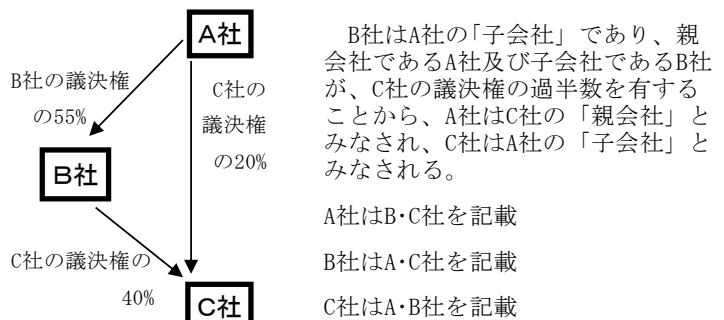 A社
B社の議決権
の55%
C社の
議決権
の20%
B社
C社の議決権の
40%
C社
B社はA社の「子会社」であり、親
会社であるA社及び子会社であるB社
が、C社の議決権の過半数を有する
ことから、A社はC社の「親会社」と
みなされ、C社はA社の「子会社」と
みなされる。
A社はB･C社を記載
B社はA･C社を記載
C社はA･B社を記載